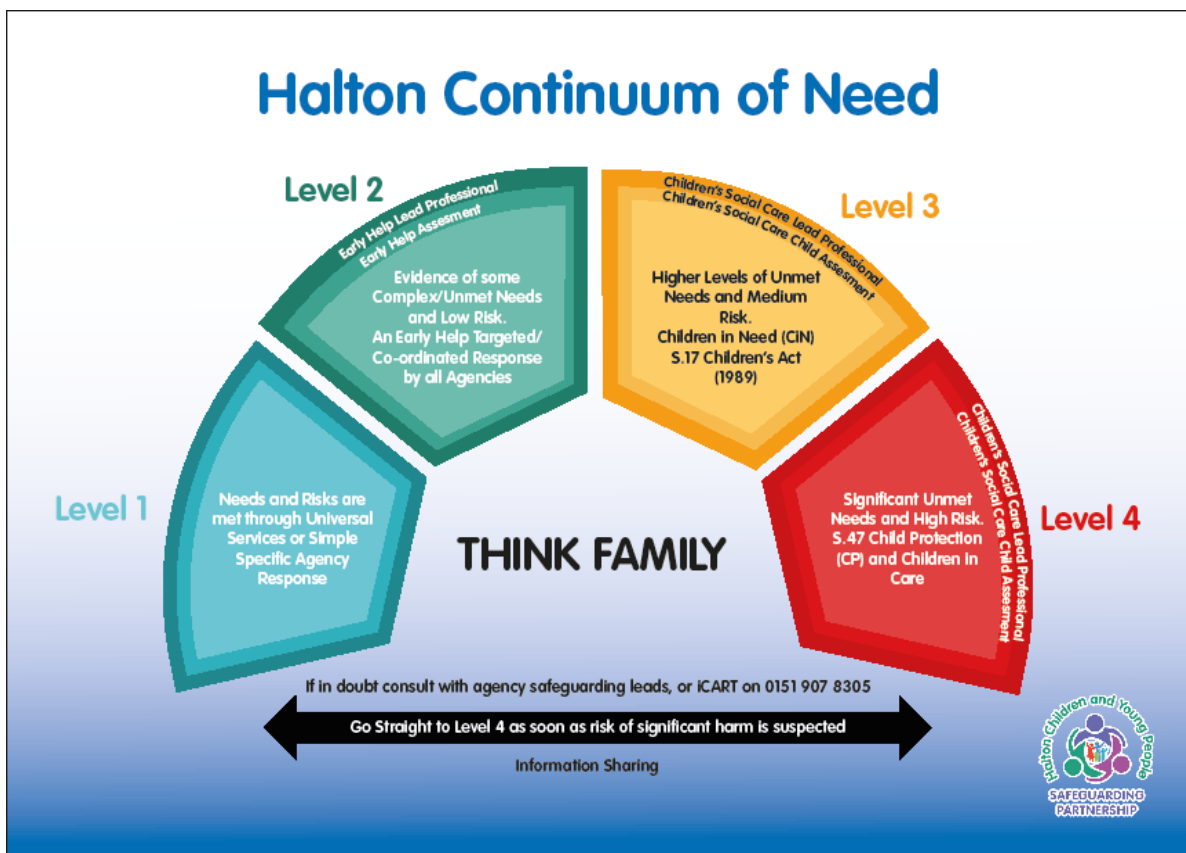 Halton Continuum of Need
Level 1
Needs and Risks are
met through Universal
Services or Simple
Specific Agency
Response
Level 2
Early Help Lead Professional
Early Help Assesment
Evidence of some
Complex/Unmet Needs
and Low Risk.
An Early Help Targeted/
Co-ordinated Response
by all Agencies
Level 3
Children's Social Care Lead Professional
Children's Social Care Child Assesment
Higher Levels of Unmet
Needs and Medium
Risk.
Children in Need (CiN)
S.17 Children's Act
(1989)
Level 4
Children's Social Care Lead Professional
Children's Social Care Child Assesment
Significant Unmet
Needs and High Risk.
S.47 Child Protection
(CP) and Children in
Care
THINK FAMILY
If in doubt consult with agency safeguarding leads, or iCART on 0151 907 8305
Go Straight to Level 4 as soon as risk of significant harm is suspected
Information Sharing
Halton Children and Young People
SAFEGUARDING
PARTNERSHIP